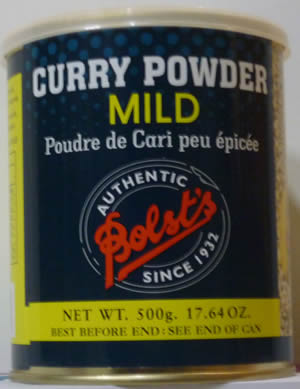 CURRY POWDER
MILD
Poudre de Cari peu épicée
AUTHENTIC
Bolst's
SINCE 1932
NET WT. 500g. 17.64 OZ.
BEST BEFORE END : SEE END OF CAN